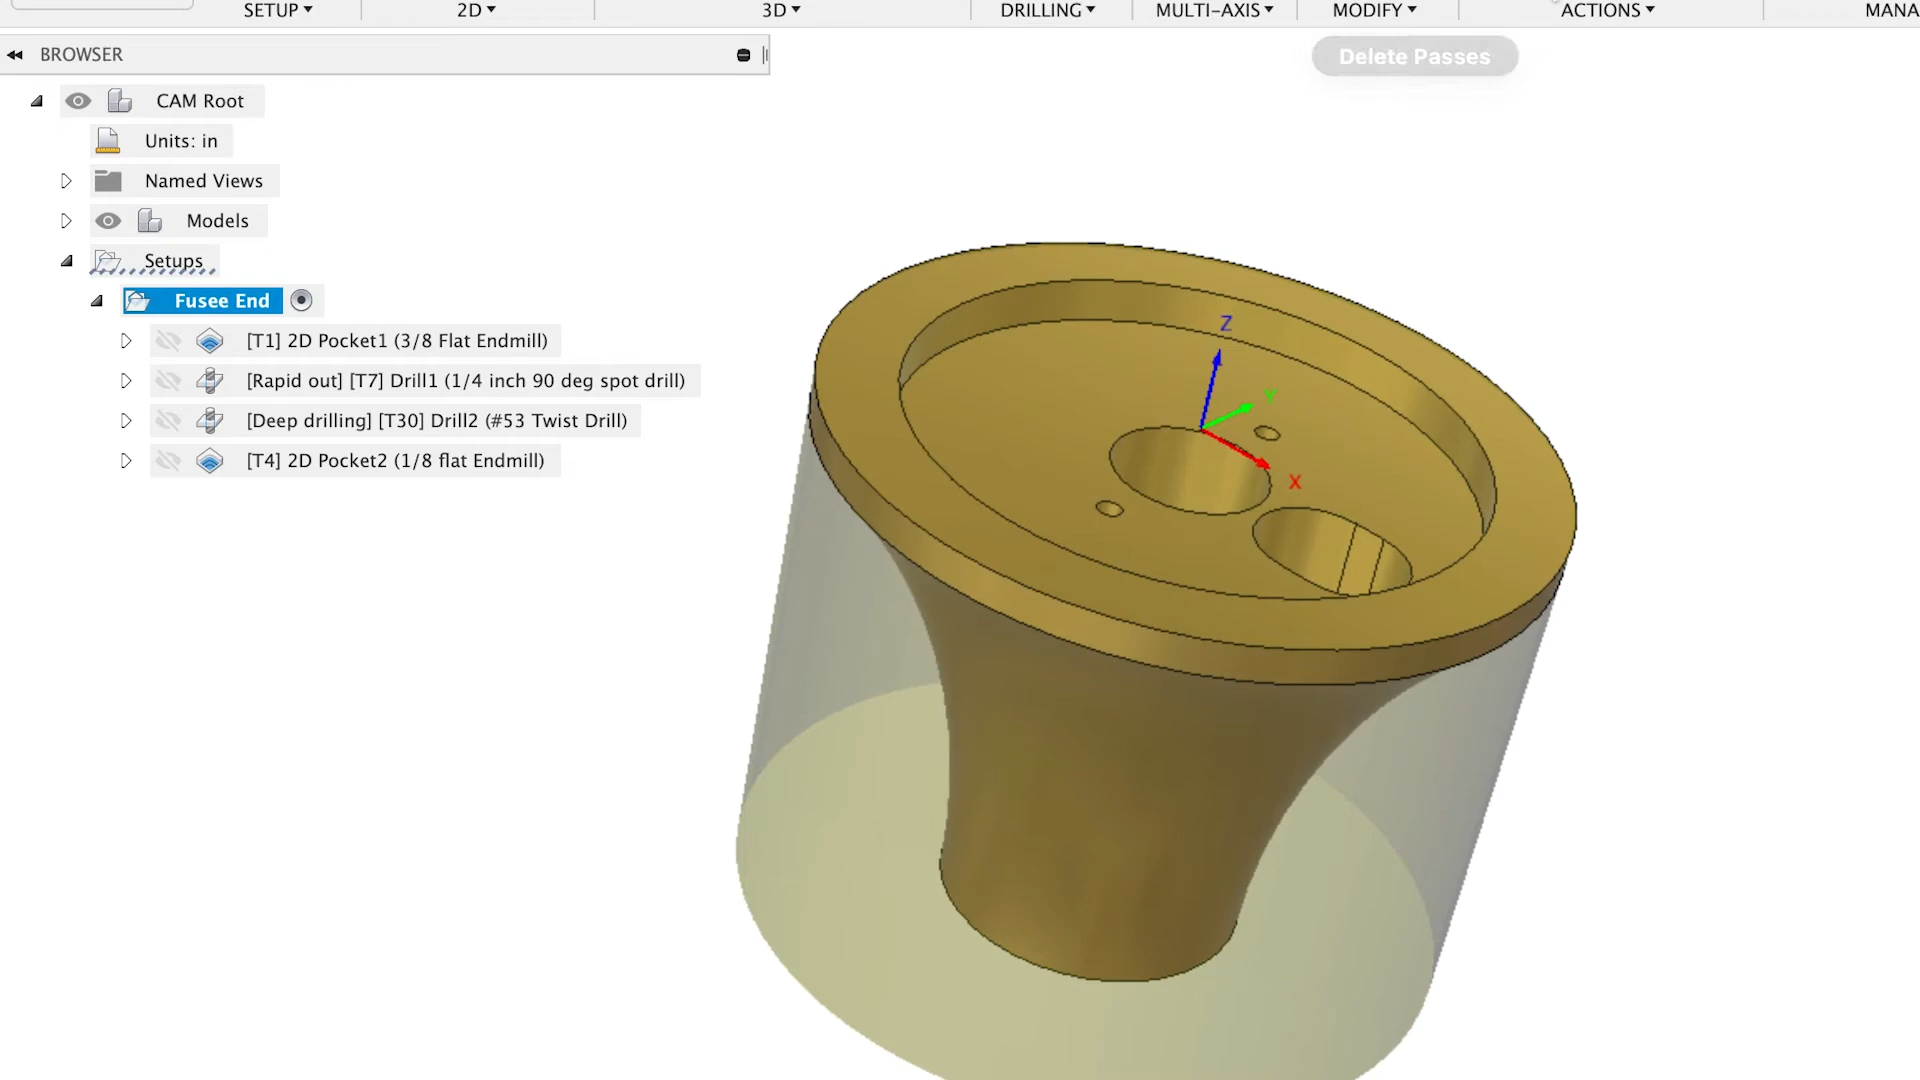 SETUP 2D 3D DRILLING MULTI-AXIS MODIFY ACTIONS MANA
BROWSER
Delete Passes
CAM Root
Units: in
Named Views
Models
Setups
Fusee End
[T1] 2D Pocket1 (3/8 Flat Endmill)
[Rapid out] [T7] Drill1 (1/4 inch 90 deg spot drill)
[Deep drilling] [T30] Drill2 (#53 Twist Drill)
[T4] 2D Pocket2 (1/8 flat Endmill)
Z
Y
X